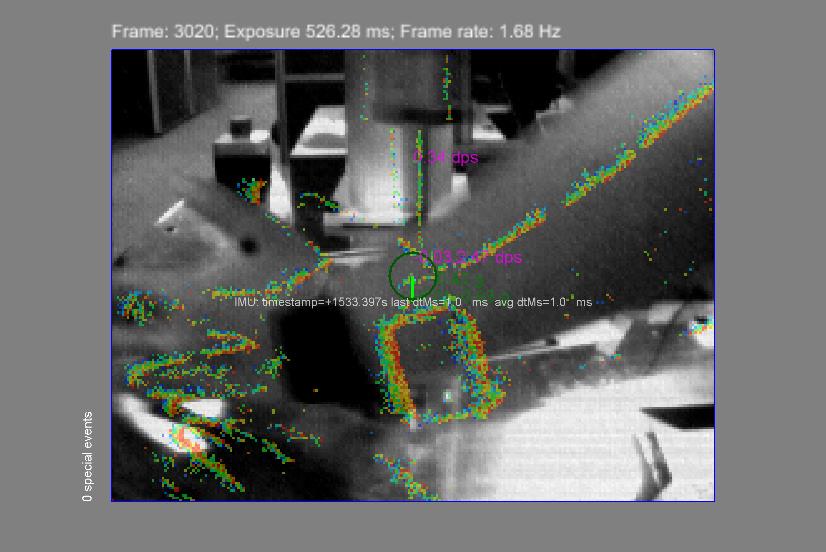 Frame: 3020; Exposure 526.28 ms; Frame rate: 1.68 Hz
dps
dps
IMU: timestamp=+1533.397s last dtMs=1.0 ms avg dtMs=1.0 ms
0 special events